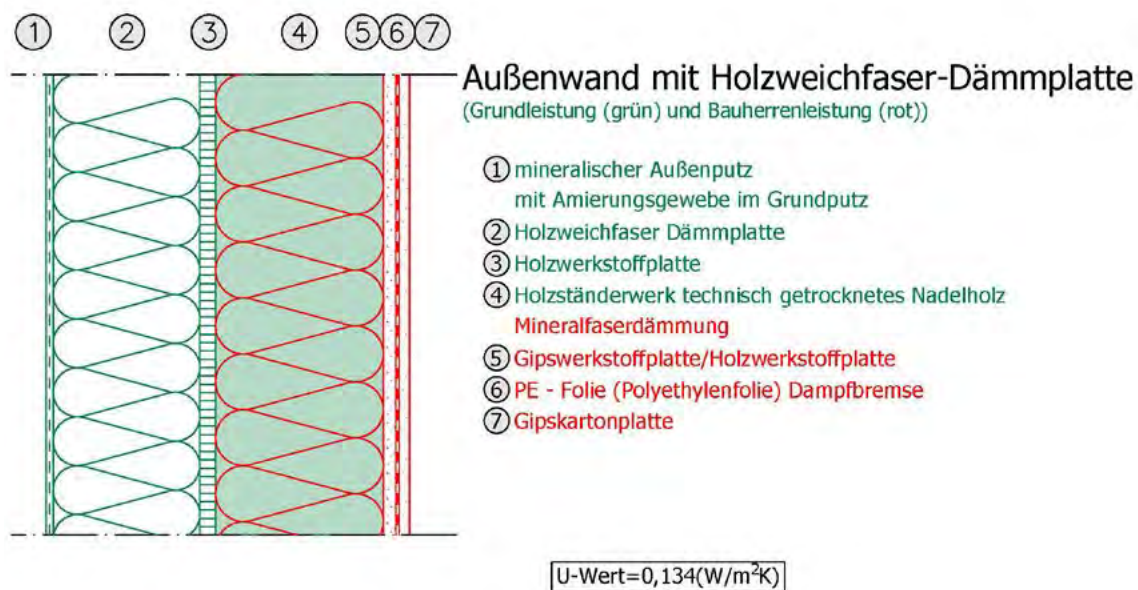 1 2 3 4 5 6 7
Außenwand mit Holzweichfaser-Dämmplatte
(Grundleistung (grün) und Bauherrenleistung (rot))
1 mineralischer Außenputz
mit Amierungsgewebe im Grundputz
2 Holzweichfaser Dämmplatte
3 Holzwerkstoffplatte
4 Holzständerwerk technisch getrocknetes Nadelholz
Mineralfaserdämmung
5 Gipswerkstoffplatte/Holzwerkstoffplatte
6 PE - Folie (Polyethylenfolie) Dampfbremse
7 Gipskartonplatte
U-Wert=0,134(W/m²K)